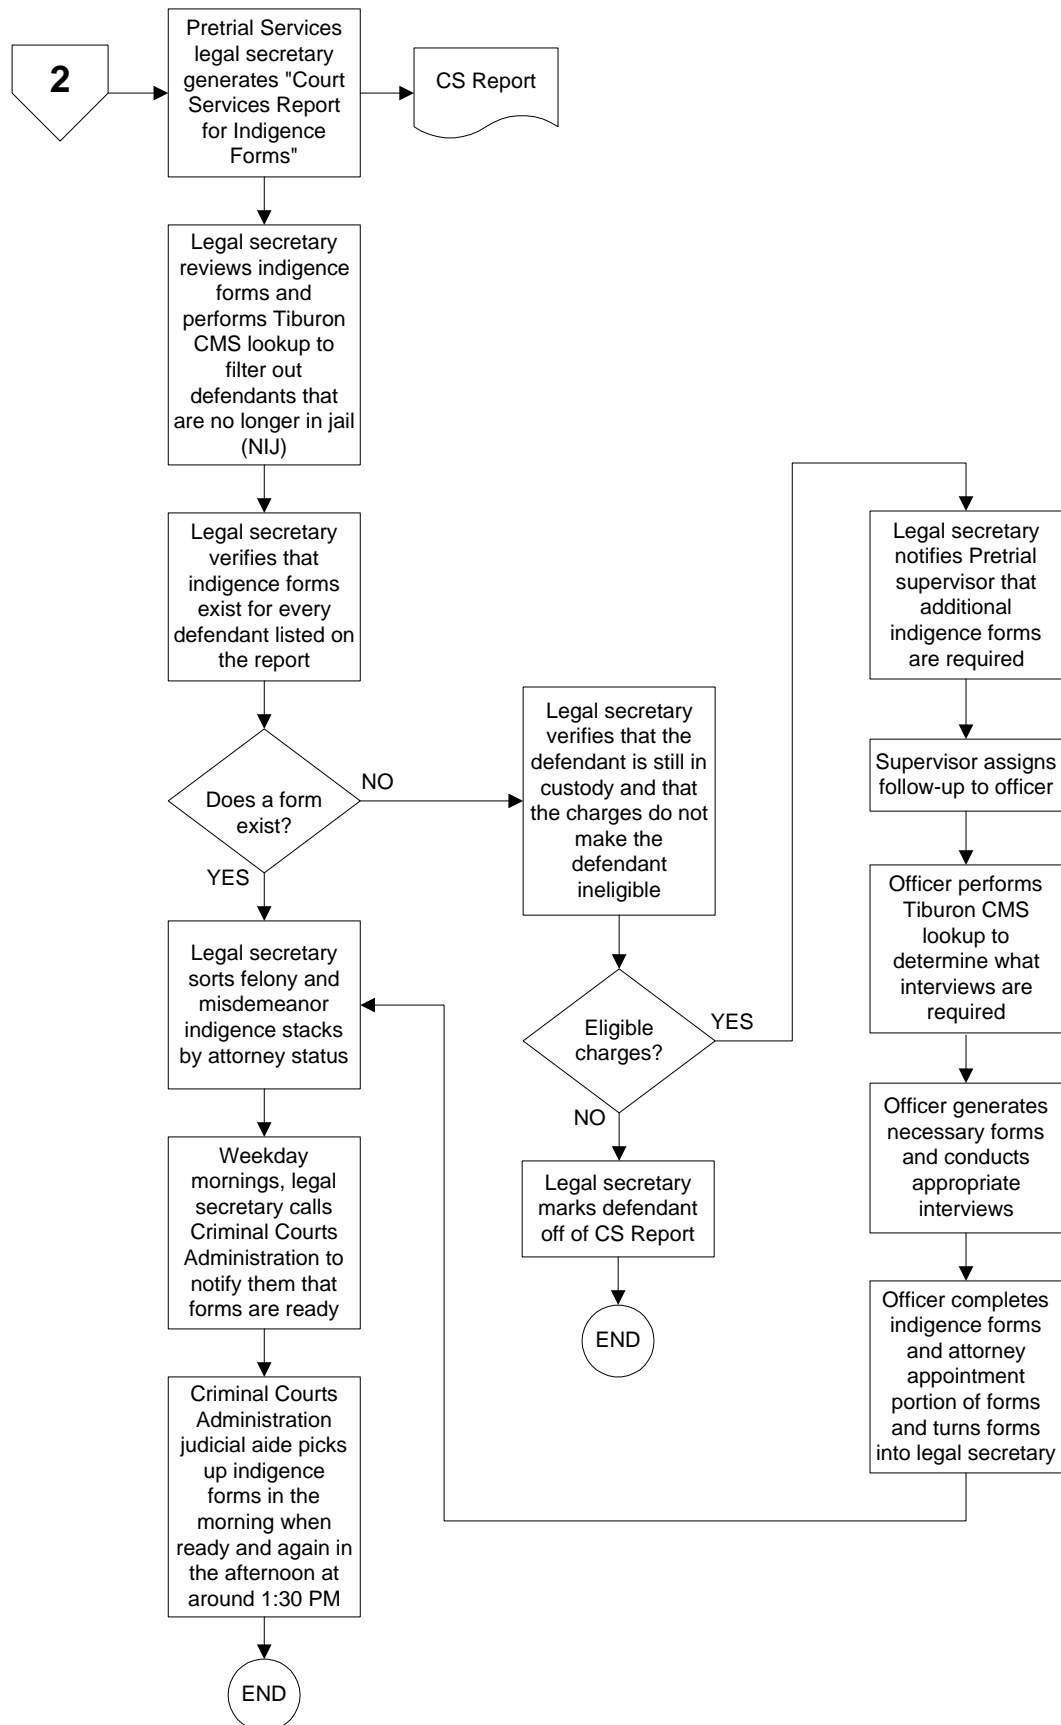 2
Pretrial Services
legal secretary
generates "Court
Services Report
for Indigence
Forms"
CS Report
Legal secretary
reviews indigence
forms and
performs Tiburon
CMS lookup to
filter out
defendants that
are no longer in jail
(NIJ)
Legal secretary
verifies that
indigence forms
exist for every
defendant listed on
the report
Does a form
exist?
NO
YES
Legal secretary
verifies that the
defendant is still in
custody and that
the charges do not
make the
defendant
ineligible
Eligible
charges?
YES
NO
Legal secretary
marks defendant
off of CS Report
END
Legal secretary
notifies Pretrial
supervisor that
additional
indigence forms
are required
Supervisor assigns
follow-up to officer
Officer performs
Tiburon CMS
lookup to
determine what
interviews are
required
Officer generates
necessary forms
and conducts
appropriate
interviews
Officer completes
indigence forms
and attorney
appointment
portion of forms
and turns forms
into legal secretary
Legal secretary
sorts felony and
misdemeanor
indigence stacks
by attorney status
Weekday
mornings, legal
secretary calls
Criminal Courts
Administration to
notify them that
forms are ready
Criminal Courts
Administration
judicial aide picks
up indigence
forms in the
morning when
ready and again in
the afternoon at
around 1:30 PM
END